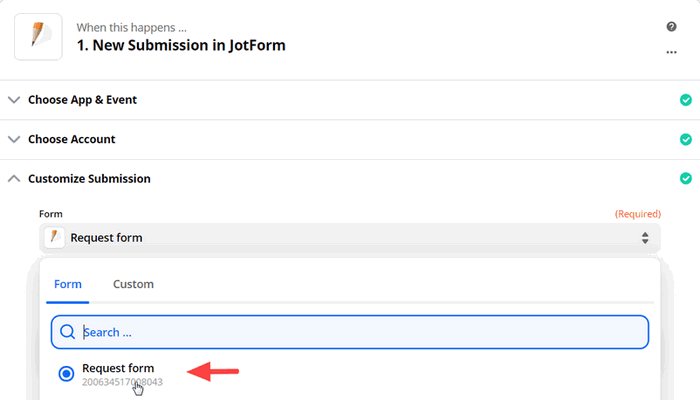 When this happens ...
1. New Submission in JotForm
Choose App & Event
Choose Account
Customize Submission
Form
(Required)
Request form
Form
Custom
Search ...
Request form